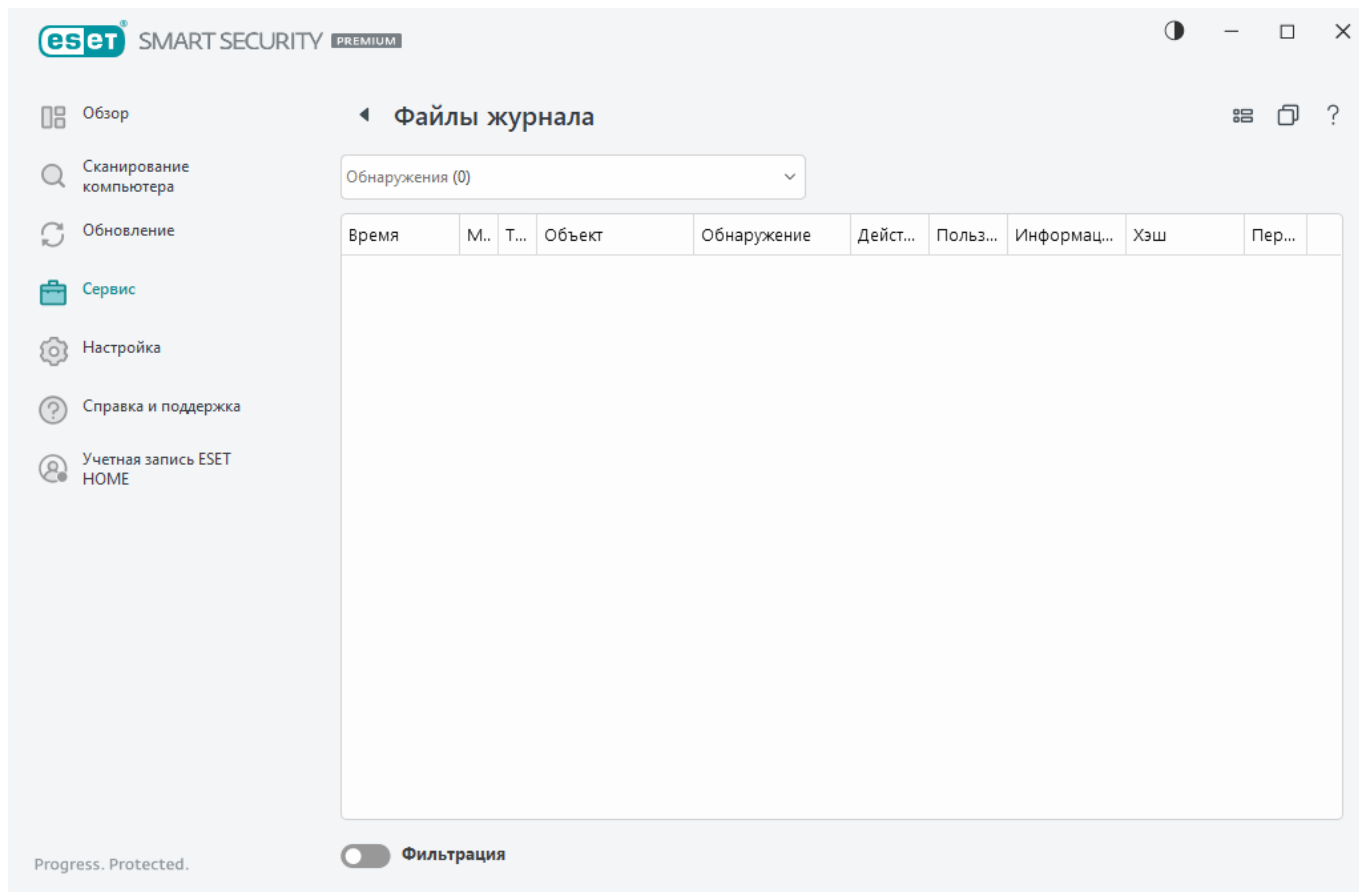 eset® SMART SECURITY PREMIUM
Обзор
Сканирование
компьютера
Обновление
Сервис
Настройка
Справка и поддержка
Учетная запись ESET
HOME
Progress. Protected.
Файлы журнала
?
Обнаружения (0)
Время М.. Т... Объект Обнаружение Дейст... Польз... Информац... Хэш Пер...
Фильтрация